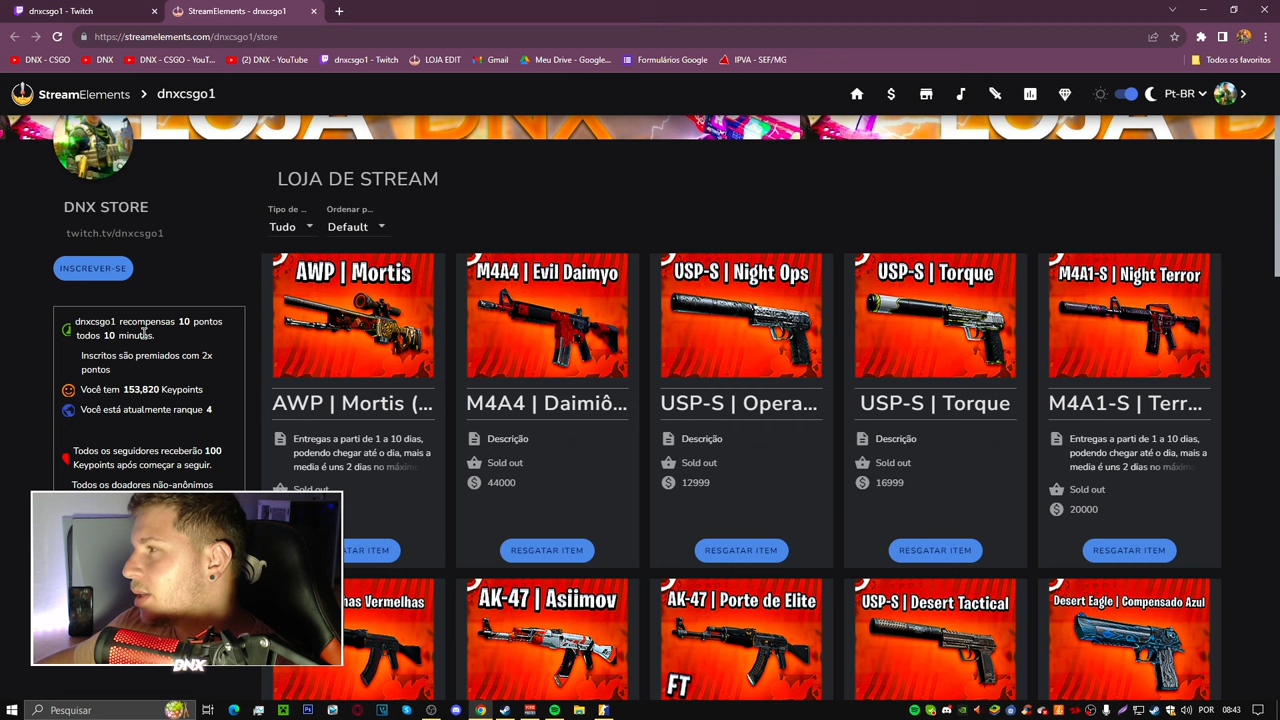 dnxcsgo1 - Twitch
StreamElements - dnxcsgo1
https://streamelements.com/dnxcsgo1/store
DNX - CSGO
DNX
DNX - CSGO - YouT...
(2) DNX - YouTube
dnxcsgo1 - Twitch
LOJA EDIT
Gmail
Meu Drive - Google...
Formulários Google
IPVA - SEF/MG
Todos os favoritos
StreamElements
dnxcsgo1
Pt-BR
LOJA DNX
LOJA DE STREAM
DNX STORE
twitch.tv/dnxcsgo1
INSCREVER-SE
Tipo de ...
Ordenar p...
Tudo
Default
dnxcsgo1 recompensas 10 pontos
todos 10 minutos.
Inscritos são premiados com 2x
pontos
Você tem 153,820 Keypoints
Você está atualmente ranque 4
Todos os seguidores receberão 100
Keypoints após começar a seguir.
Todos os doadores não-anônimos
AWP | Mortis
AWP | Mortis (...
Entregas a parti de 1 a 10 dias,
podendo chegar até o dia, mais a
media é uns 2 dias no máximo
Sold out
RESGATAR ITEM
M4A4 | Evil Daimyo
M4A4 | Daimiô...
Descrição
Sold out
44000
RESGATAR ITEM
USP-S | Night Ops
USP-S | Opera...
Descrição
Sold out
12999
RESGATAR ITEM
USP-S | Torque
USP-S | Torque
Descrição
Sold out
16999
RESGATAR ITEM
M4A1-S | Night Terror
M4A1-S | Terr...
Entregas a parti de 1 a 10 dias,
podendo chegar até o dia, mais a
media é uns 2 dias no máximo
Sold out
20000
RESGATAR ITEM
Vermelhas
AK-47 | Asiimov
AK-47 | Porte de Elite
FT
USP-S | Desert Tactical
Desert Eagle | Compensado Azul
DNX
Pesquisar
POR
08:43